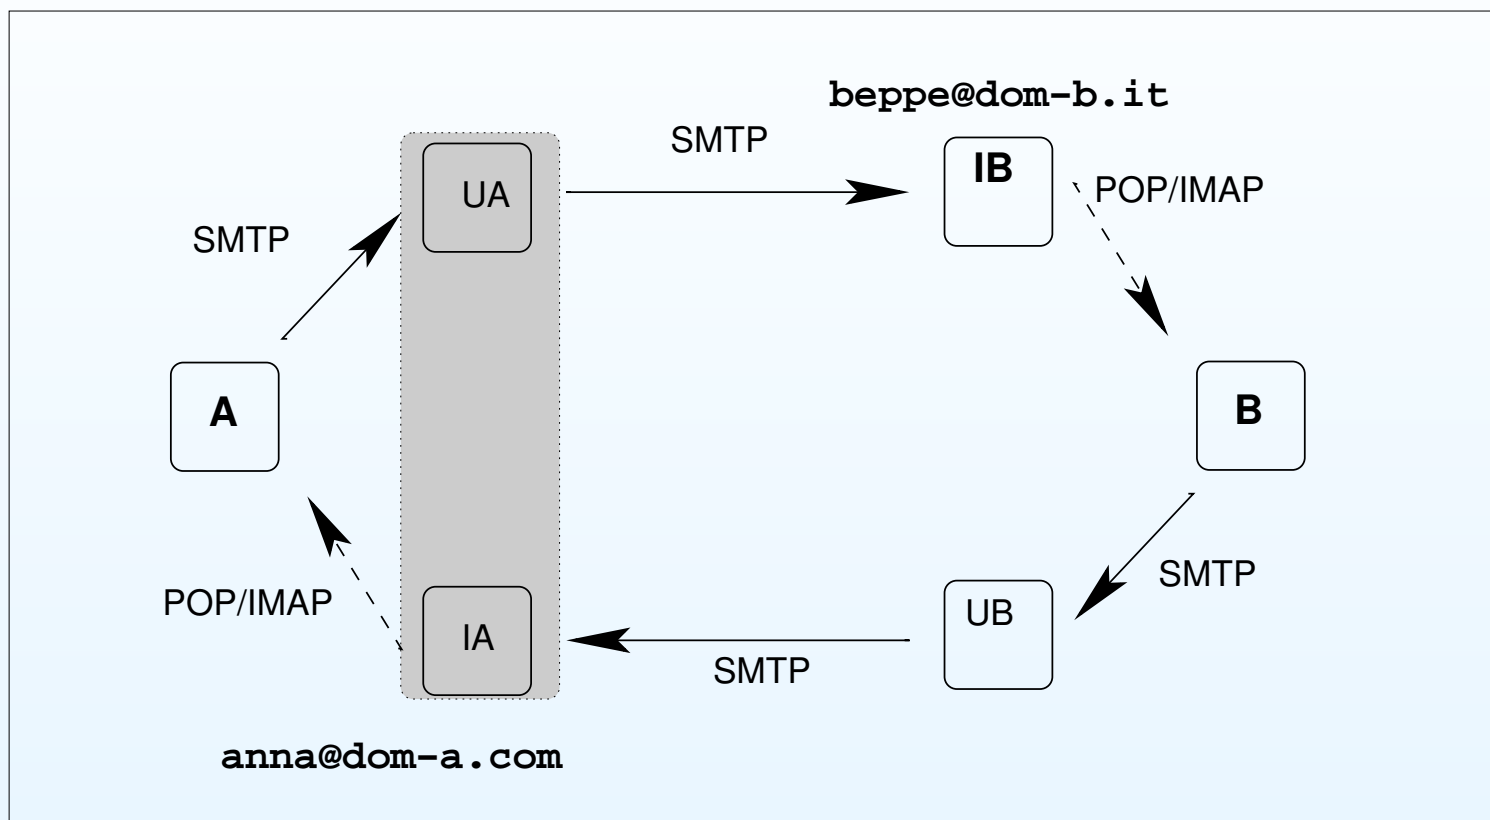 beppe@dom-b.it
SMTP
UA
IB
POP/IMAP
SMTP
A
B
POP/IMAP
IA
UB
SMTP
SMTP
anna@dom-a.com